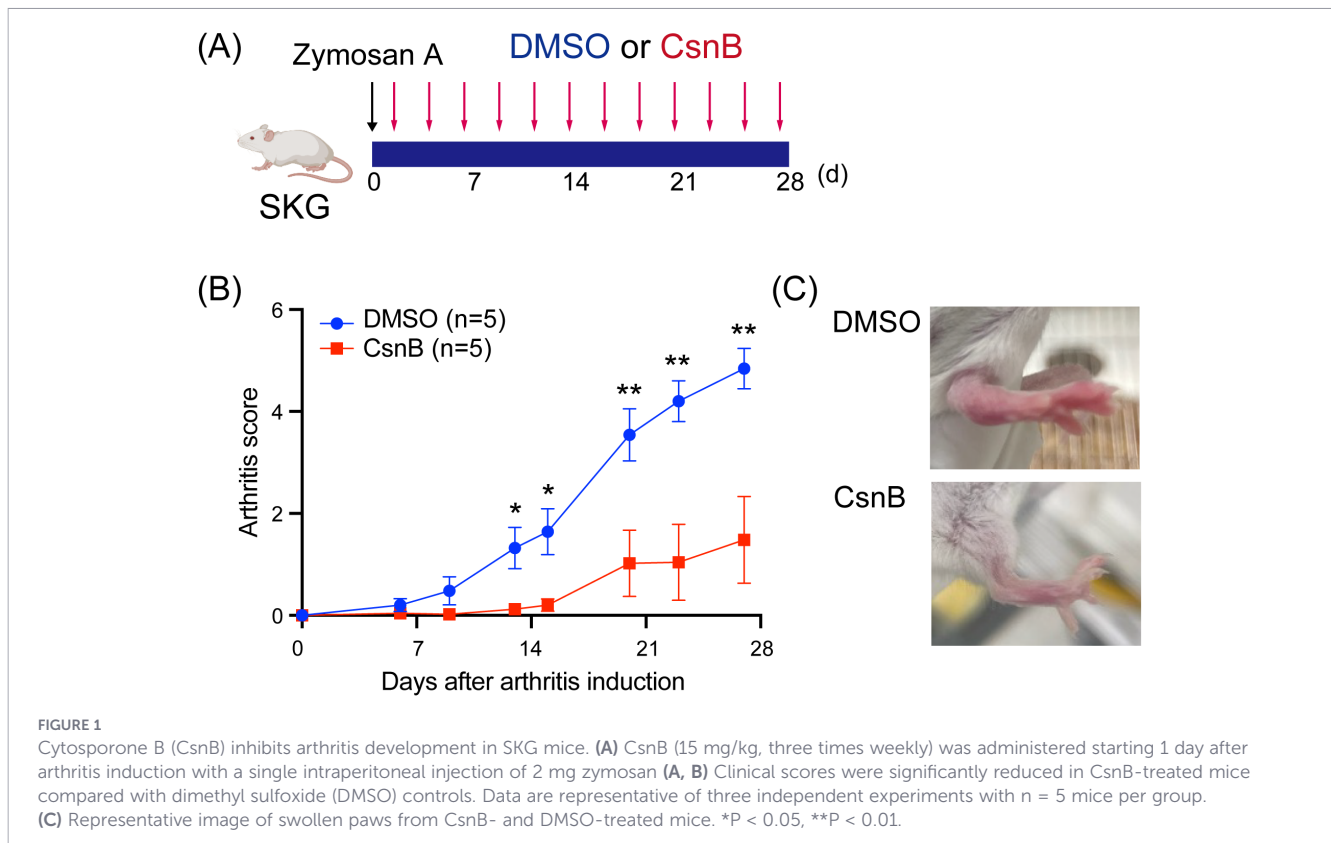 (A)
Zymosan A
DMSO or CsnB
SKG
0 7 14 21 28 (d)
(B)
Arthritis score
6
4
2
0
DMSO (n=5)
CsnB (n=5)
*
*
**
**
**
0 7 14 21 28
Days after arthritis induction
(C)
DMSO
CsnB
FIGURE 1
Cytosporone B (CsnB) inhibits arthritis development in SKG mice. (A) CsnB (15 mg/kg, three times weekly) was administered starting 1 day after
arthritis induction with a single intraperitoneal injection of 2 mg zymosan (A, B) Clinical scores were significantly reduced in CsnB-treated mice
compared with dimethyl sulfoxide (DMSO) controls. Data are representative of three independent experiments with n = 5 mice per group.
(C) Representative image of swollen paws from CsnB- and DMSO-treated mice. *P < 0.05, **P < 0.01.